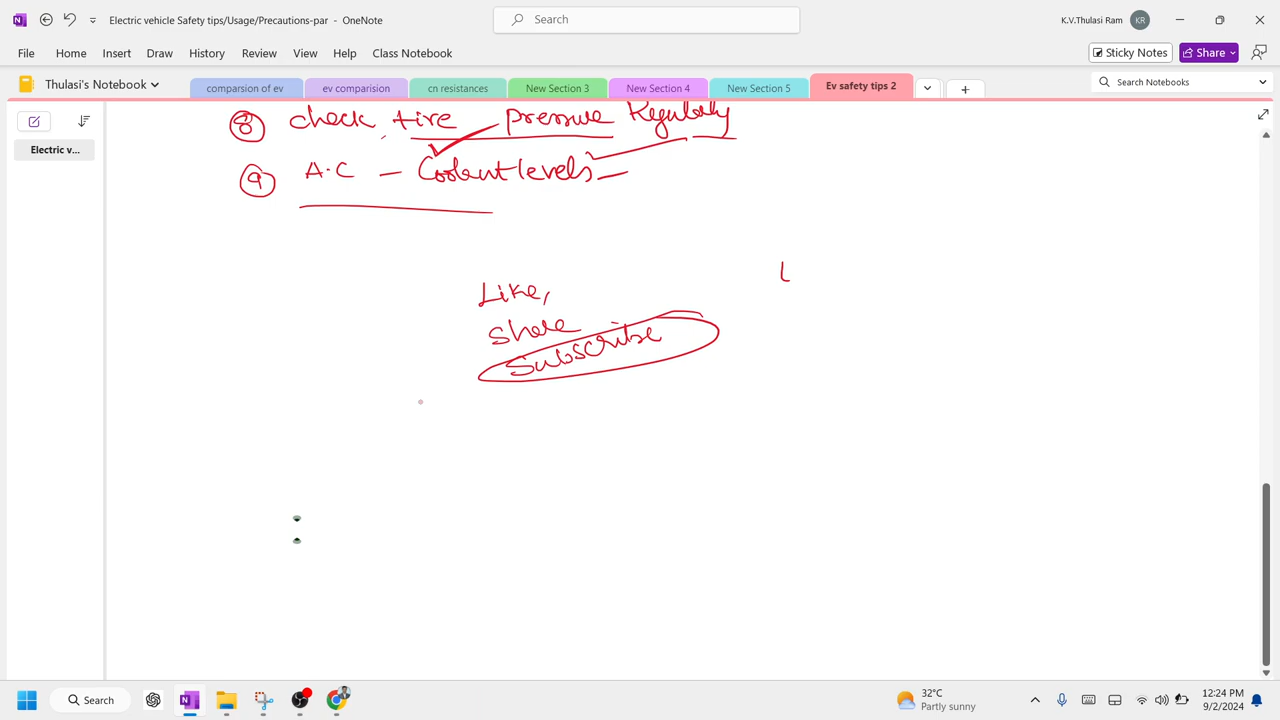 Electric vehicle Safety tips/Usage/Precautions-par - OneNote
Search
K.V.Thulasi Ram
KR
File Home Insert Draw History Review View Help Class Notebook
Sticky Notes
Share
Thulasi's Notebook
comparsion of ev
ev comparision
cn resistances
New Section 3
New Section 4
New Section 5
Ev safety tips 2
Search Notebooks
Electric v...
8 check tire pressure Regularly
9 A.C - Coolant levels -
Like,
Share
Subscribe
Search
32°C
Partly sunny
12:24 PM
9/2/2024